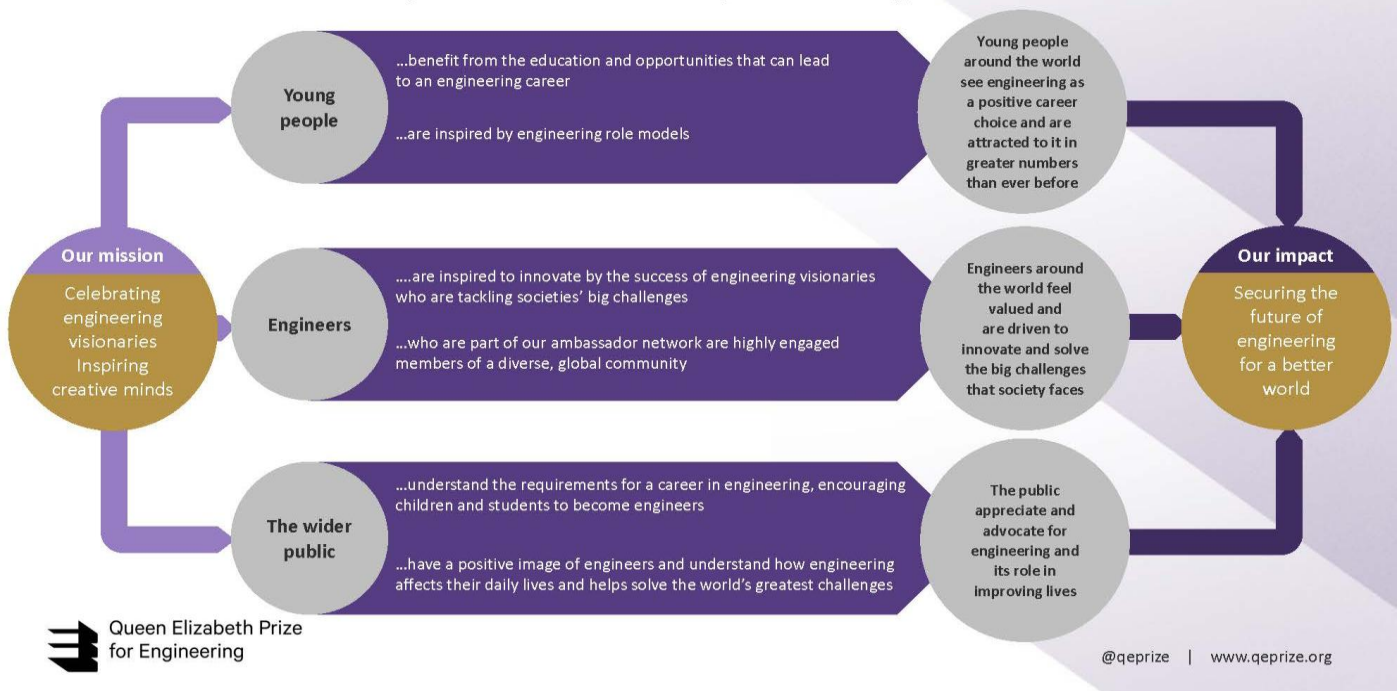 Our mission
Celebrating
engineering
visionaries
Inspiring
creative minds
Young
people
...benefit from the education and opportunities that can lead
to an engineering career
...are inspired by engineering role models
Young people
around the world
see engineering as
a positive career
choice and are
attracted to it in
greater numbers
than ever before
Engineers
....are inspired to innovate by the success of engineering visionaries
who are tackling societies’ big challenges
...who are part of our ambassador network are highly engaged
members of a diverse, global community
Engineers around
the world feel
valued and
are driven to
innovate and solve
the big challenges
that society faces
The wider
public
...understand the requirements for a career in engineering, encouraging
children and students to become engineers
...have a positive image of engineers and understand how engineering
affects their daily lives and helps solve the world’s greatest challenges
The public
appreciate and
advocate for
engineering and
its role in
improving lives
Our impact
Securing the
future of
engineering
for a better
world
Queen Elizabeth Prize
for Engineering
@qeprize | www.qeprize.org